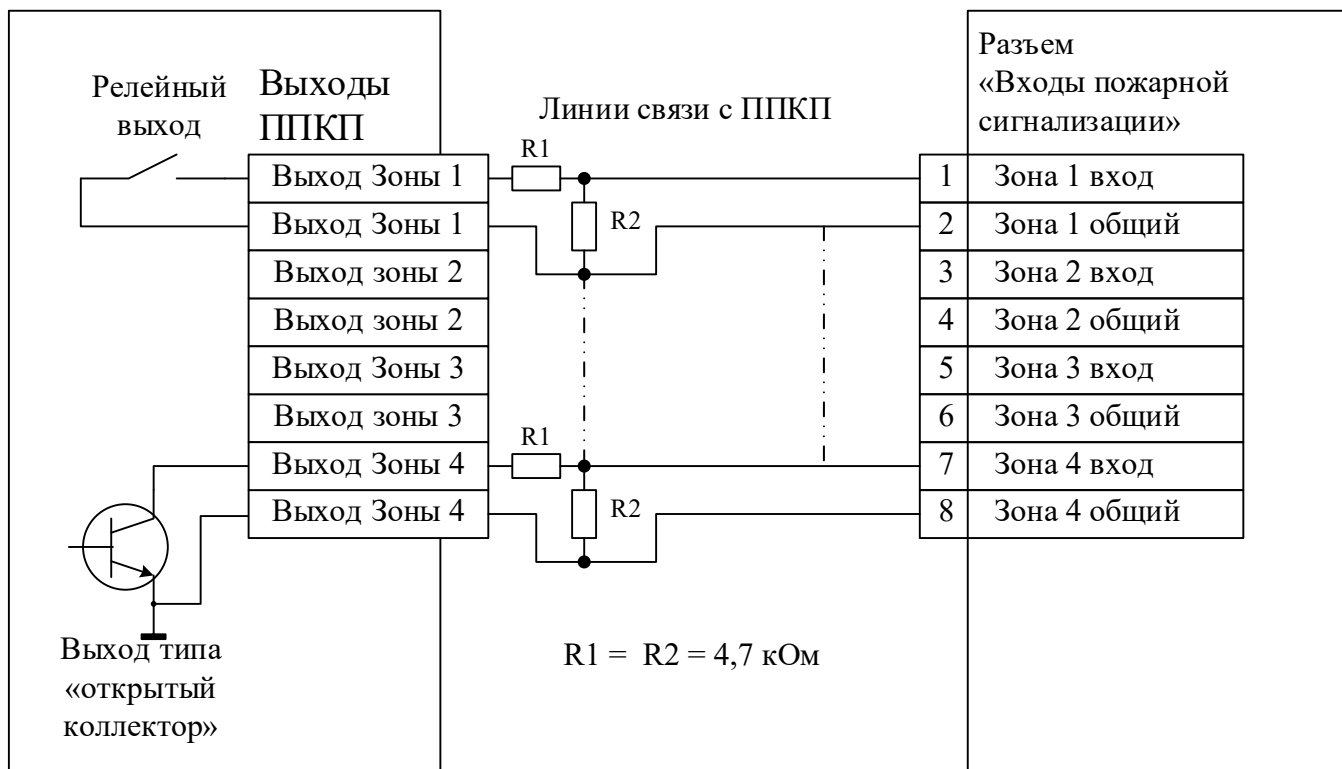 Релейный
выход
Выходы
ППКП
Линии связи с ППКП
Разъем
«Входы пожарной
сигнализации»
R1
Выход Зоны 1
1 Зона 1 вход
Выход Зоны 1
R2
2 Зона 1 общий
Выход зоны 2
3 Зона 2 вход
Выход зоны 2
4 Зона 2 общий
Выход Зоны 3
5 Зона 3 вход
Выход зоны 3
6 Зона 3 общий
R1
Выход Зоны 4
7 Зона 4 вход
Выход Зоны 4
R2
8 Зона 4 общий
Выход типа
«открытый
коллектор»
R1 = R2 = 4,7 кОм